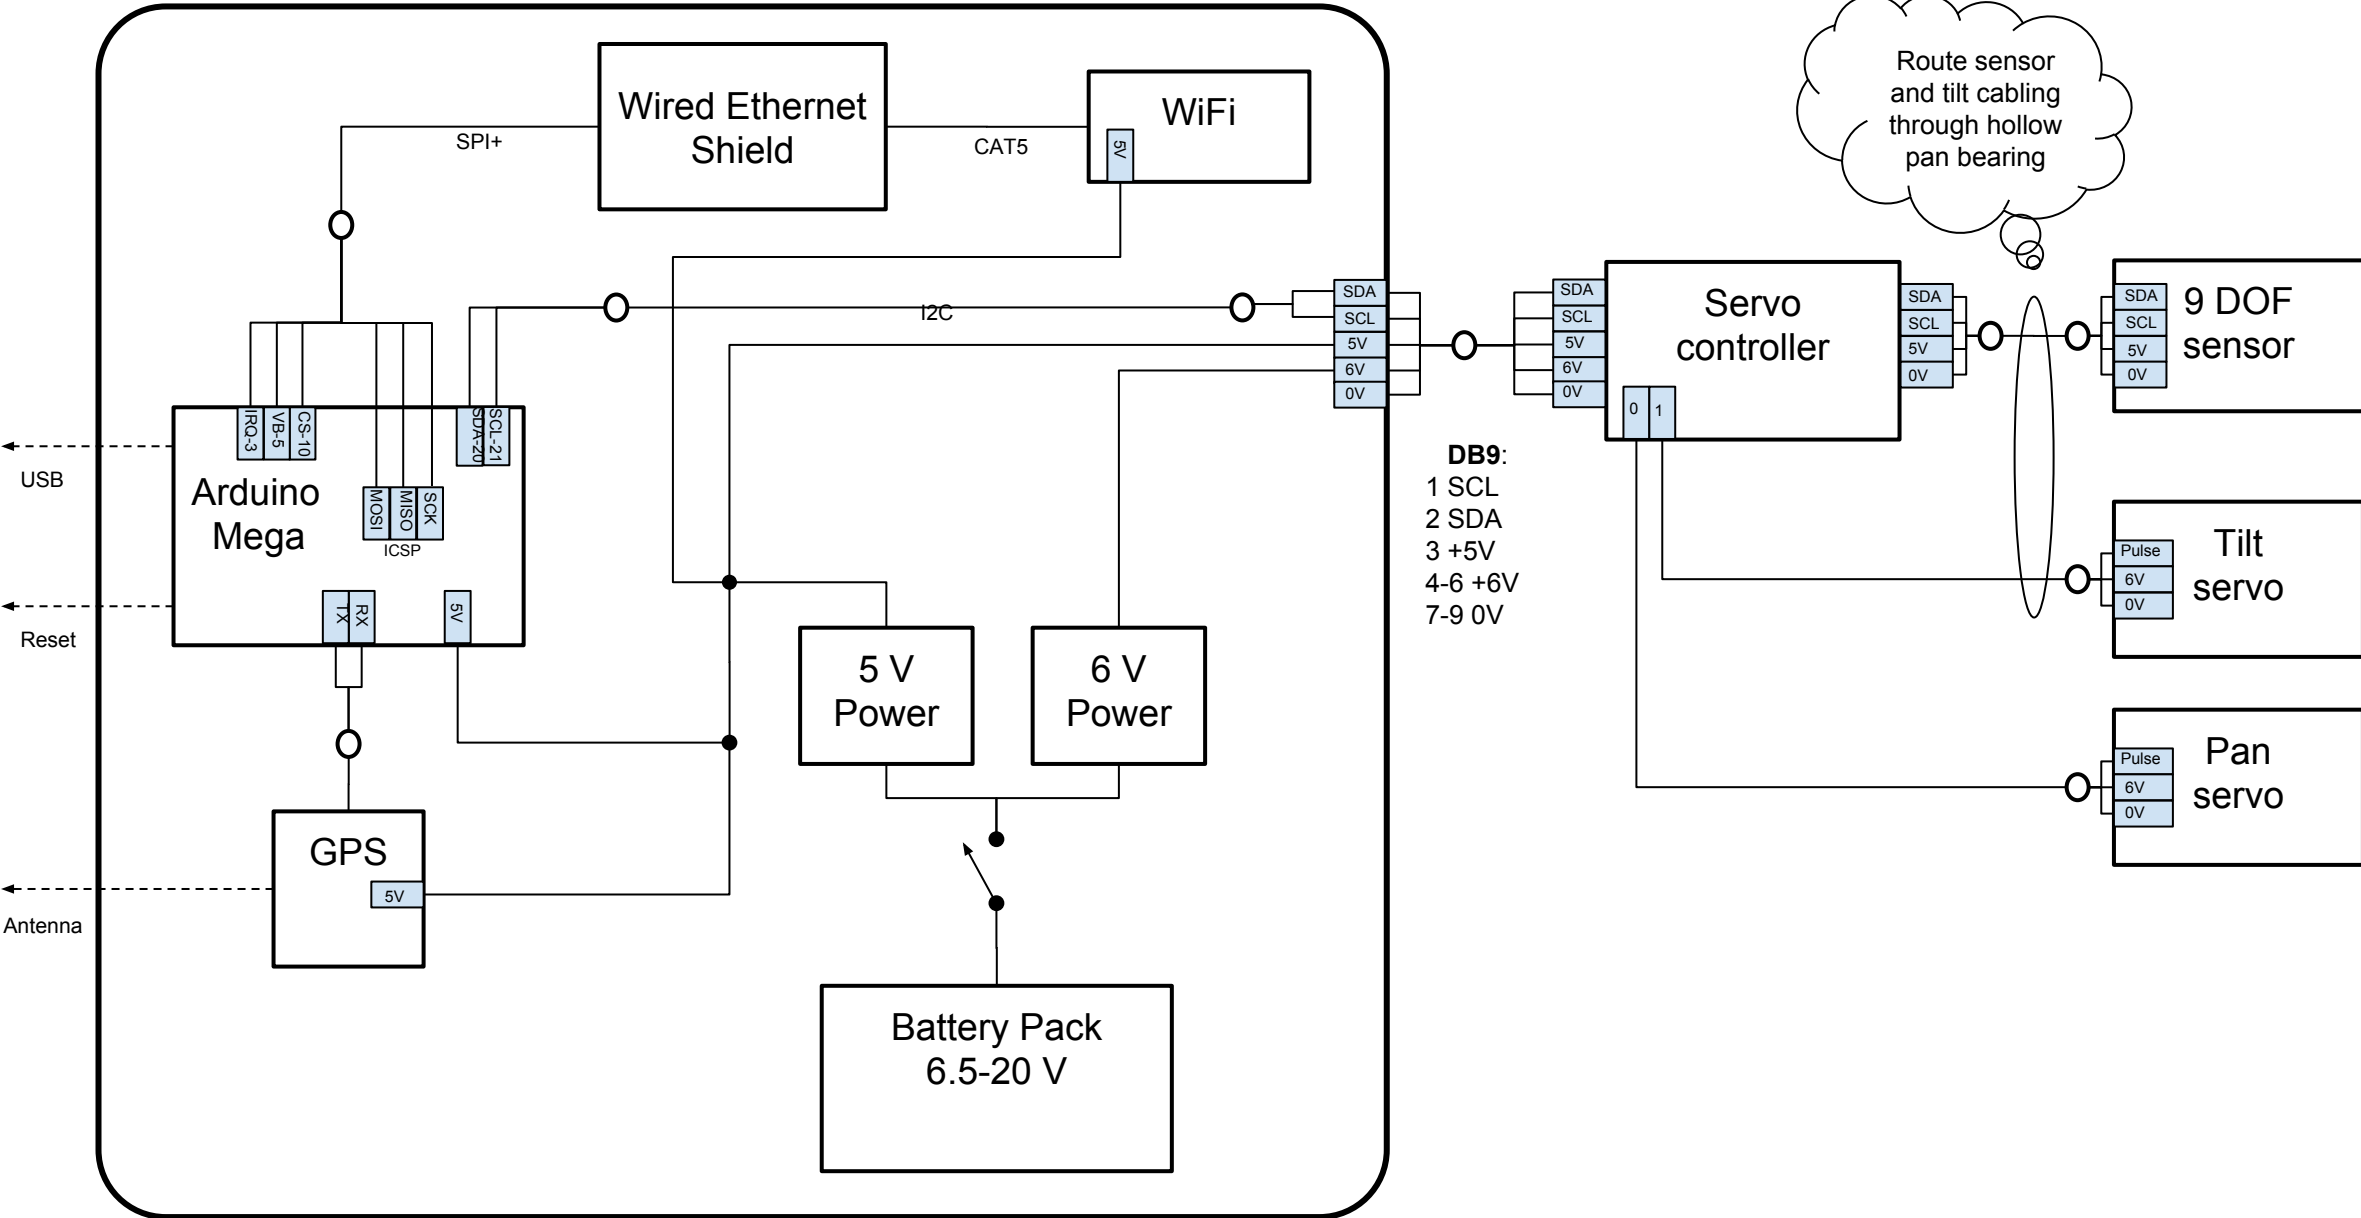 Wired Ethernet
Shield
WiFi
5V
SPI+
CAT5
Route sensor
and tilt cabling
through hollow
pan bearing
I2C
SDA
SCL
5V
6V
0V
SDA
SCL
5V
6V
0V
Servo
controller
0
1
SDA
SCL
5V
0V
SDA
SCL
5V
0V
9 DOF
sensor
IRQ-3
VB-5
CS-10
SDA-20
SCL-21
Arduino
Mega
MOSI
MISO
SCK
ICSP
TX
RX
5V
USB
Reset
DB9:
1 SCL
2 SDA
3 +5V
4-6 +6V
7-9 0V
Pulse
6V
0V
Tilt
servo
5 V
Power
6 V
Power
Pulse
6V
0V
Pan
servo
GPS
5V
Antenna
Battery Pack
6.5-20 V